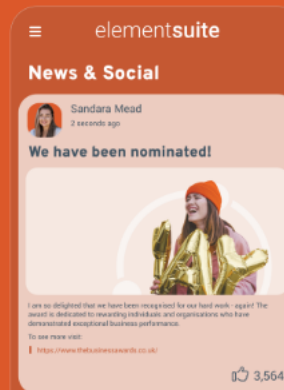 elementsuite
News & Social
Sandara Mead
2 seconds ago
We have been nominated!
I am so delighted that we have been recognised for our hard work - again! The
award is dedicated to rewarding individuals and organisations who have
demonstrated exceptional business performance.
To see more visit:
https://www.thebusinessawards.co.uk/
3,564